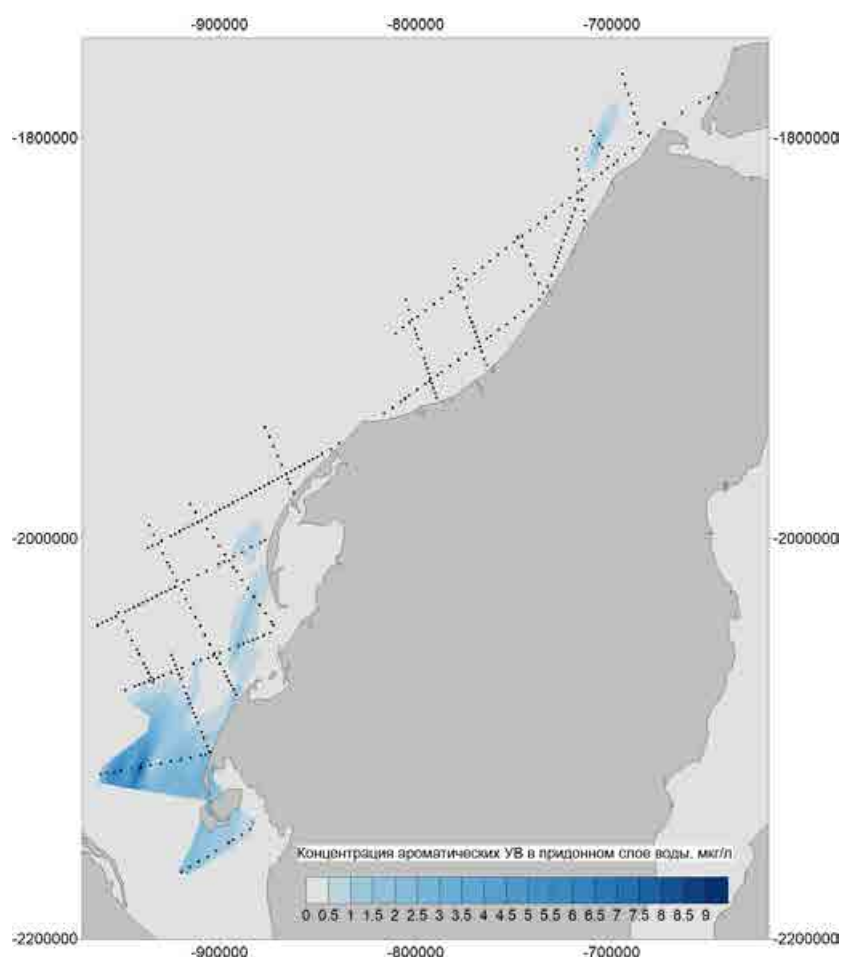 -900000 -800000 -700000
-1800000 -1800000
-2000000 -2000000
Концентрация ароматических УВ в придонном слое воды, мкг/л
0 0.5 1 1.5 2 2.5 3 3.5 4 4.5 5 5.5 6 6.5 7 7.5 8 8.5 9
-2200000 -2200000
-900000 -800000 -700000